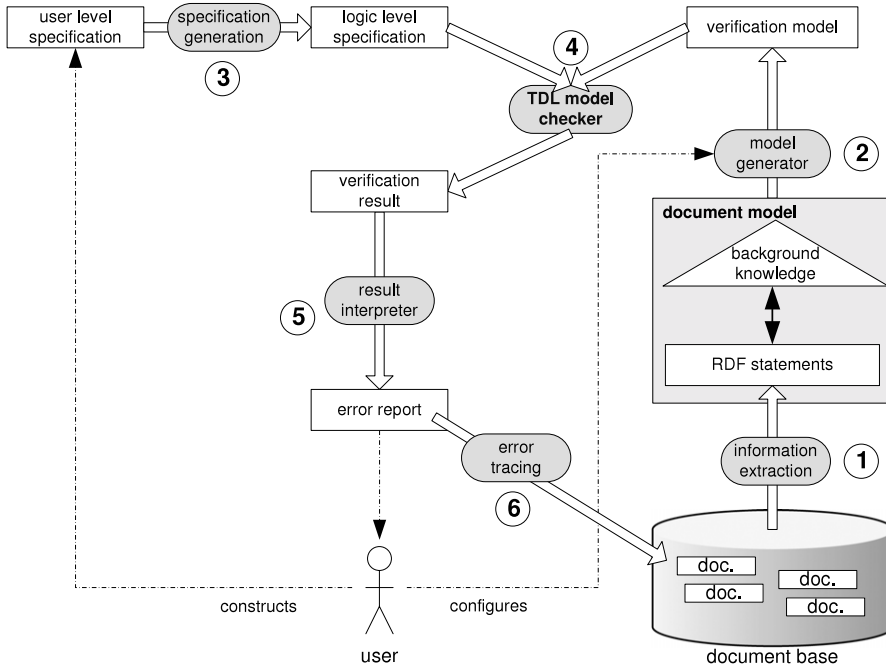 user level
specification
specification
generation
logic level
specification
verification model
3
4
TDL model
checker
model
generator
2
verification
result
document model
background
knowledge
result
interpreter
5
RDF statements
error report
error
tracing
information
extraction
1
6
doc.
doc.
doc.
doc.
constructs
configures
user
document base